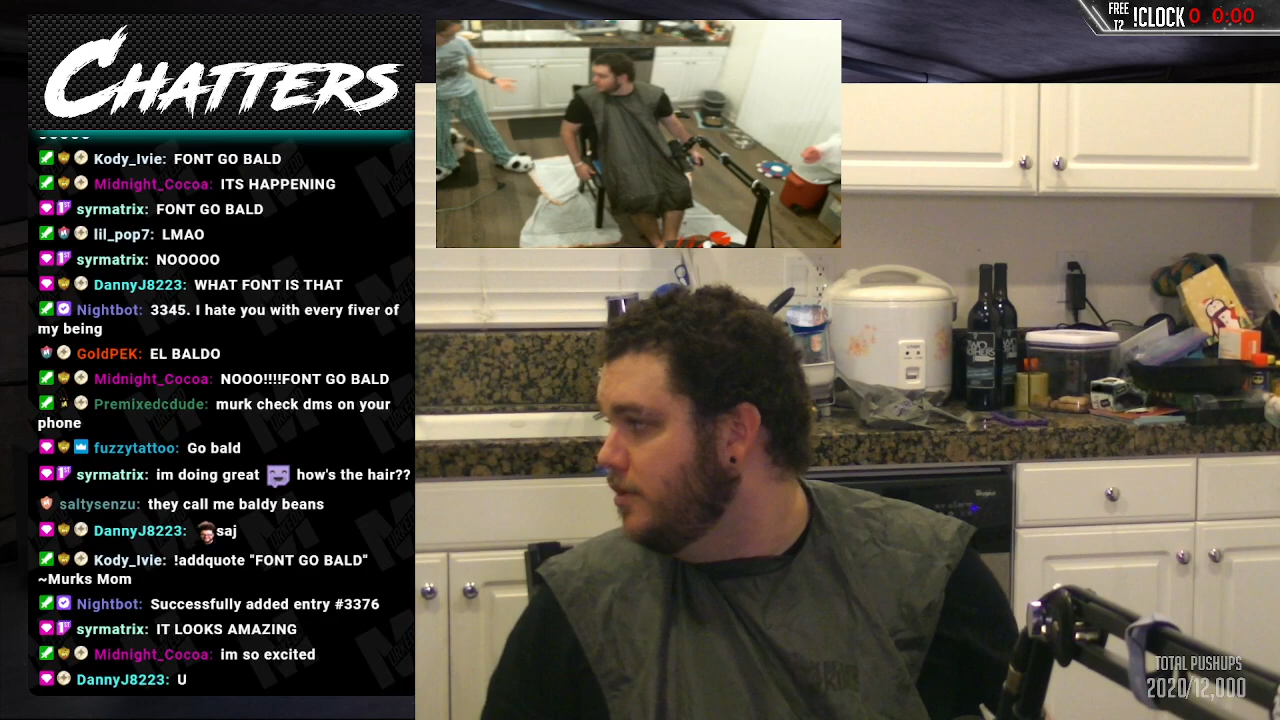 FREE
T2
!CLOCK 0 0:00
CHATTERS
Kody_Ivie: FONT GO BALD
Midnight_Cocoa: ITS HAPPENING
syrmatrix: FONT GO BALD
lil_pop7: LMAO
syrmatrix: NOOOOO
DannyJ8223: WHAT FONT IS THAT
Nightbot: 3345. I hate you with every fiver of
my being
GoldPEK: EL BALDO
Midnight_Cocoa: NOOO!!!!FONT GO BALD
Premixedcdude: murk check dms on your
phone
fuzzytattoo: Go bald
syrmatrix: im doing great how's the hair??
saltysenzu: they call me baldy beans
DannyJ8223: saj
Kody_Ivie: !addquote "FONT GO BALD"
~Murks Mom
Nightbot: Successfully added entry #3376
syrmatrix: IT LOOKS AMAZING
Midnight_Cocoa: im so excited
DannyJ8223: U
TWO
TOTAL PUSHUPS
2020/12,000